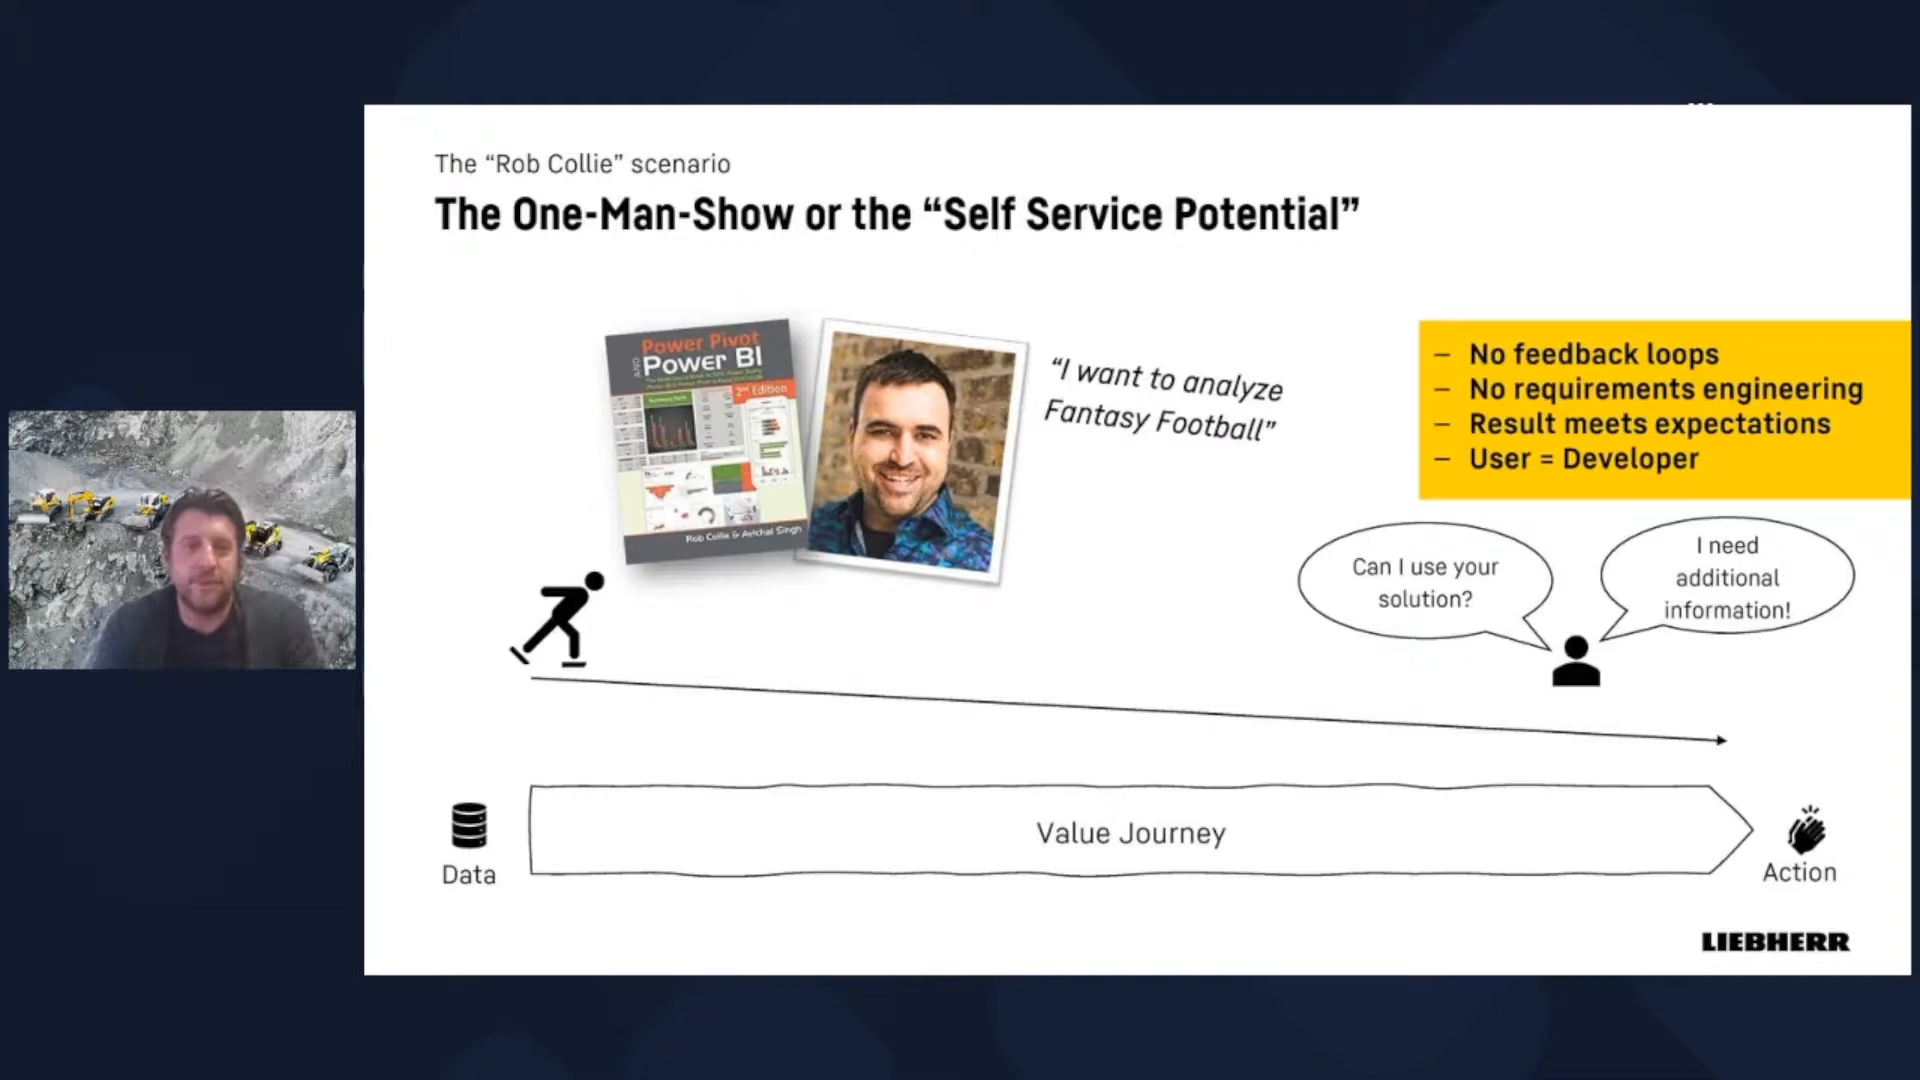 The “Rob Collie” scenario
The One-Man-Show or the “Self Service Potential”
Power Pivot
AND
Power BI
2nd Edition
Rob Collie & Avichal Singh
“I want to analyze
Fantasy Football”
– No feedback loops
– No requirements engineering
– Result meets expectations
– User = Developer
Can I use your
solution?
I need
additional
information!
Value Journey
Data
Action
LIEBHERR